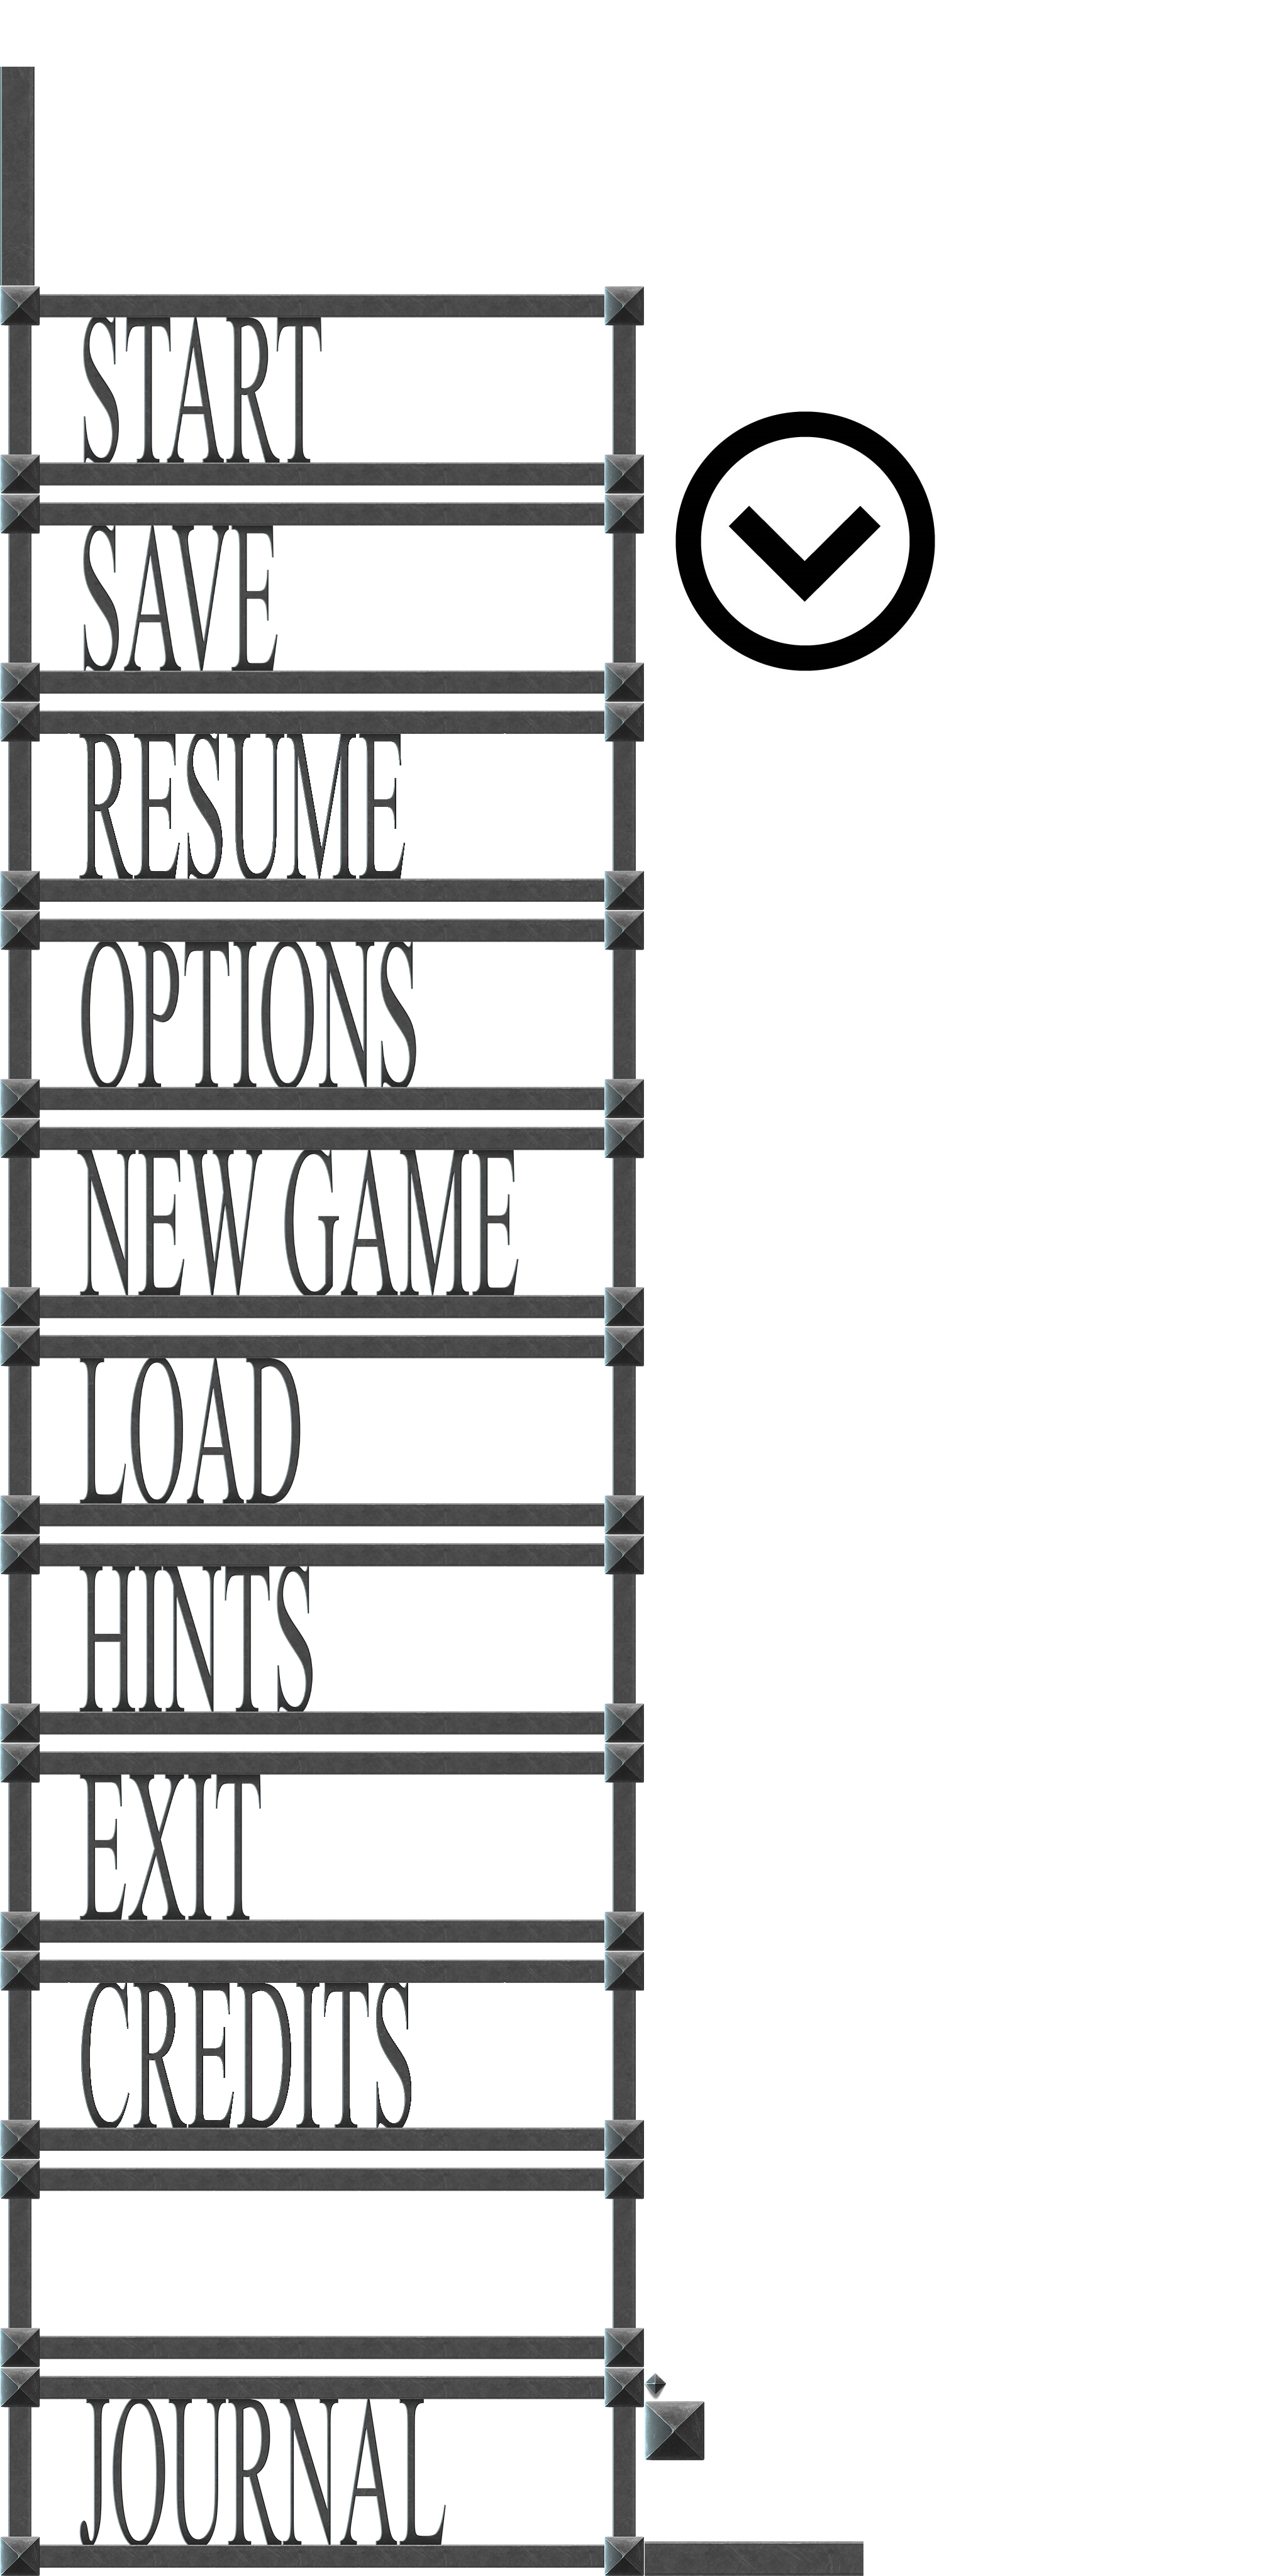 START
SAVE
RESUME
OPTIONS
NEW GAME
LOAD
HINTS
EXIT
CREDITS
JOURNAL